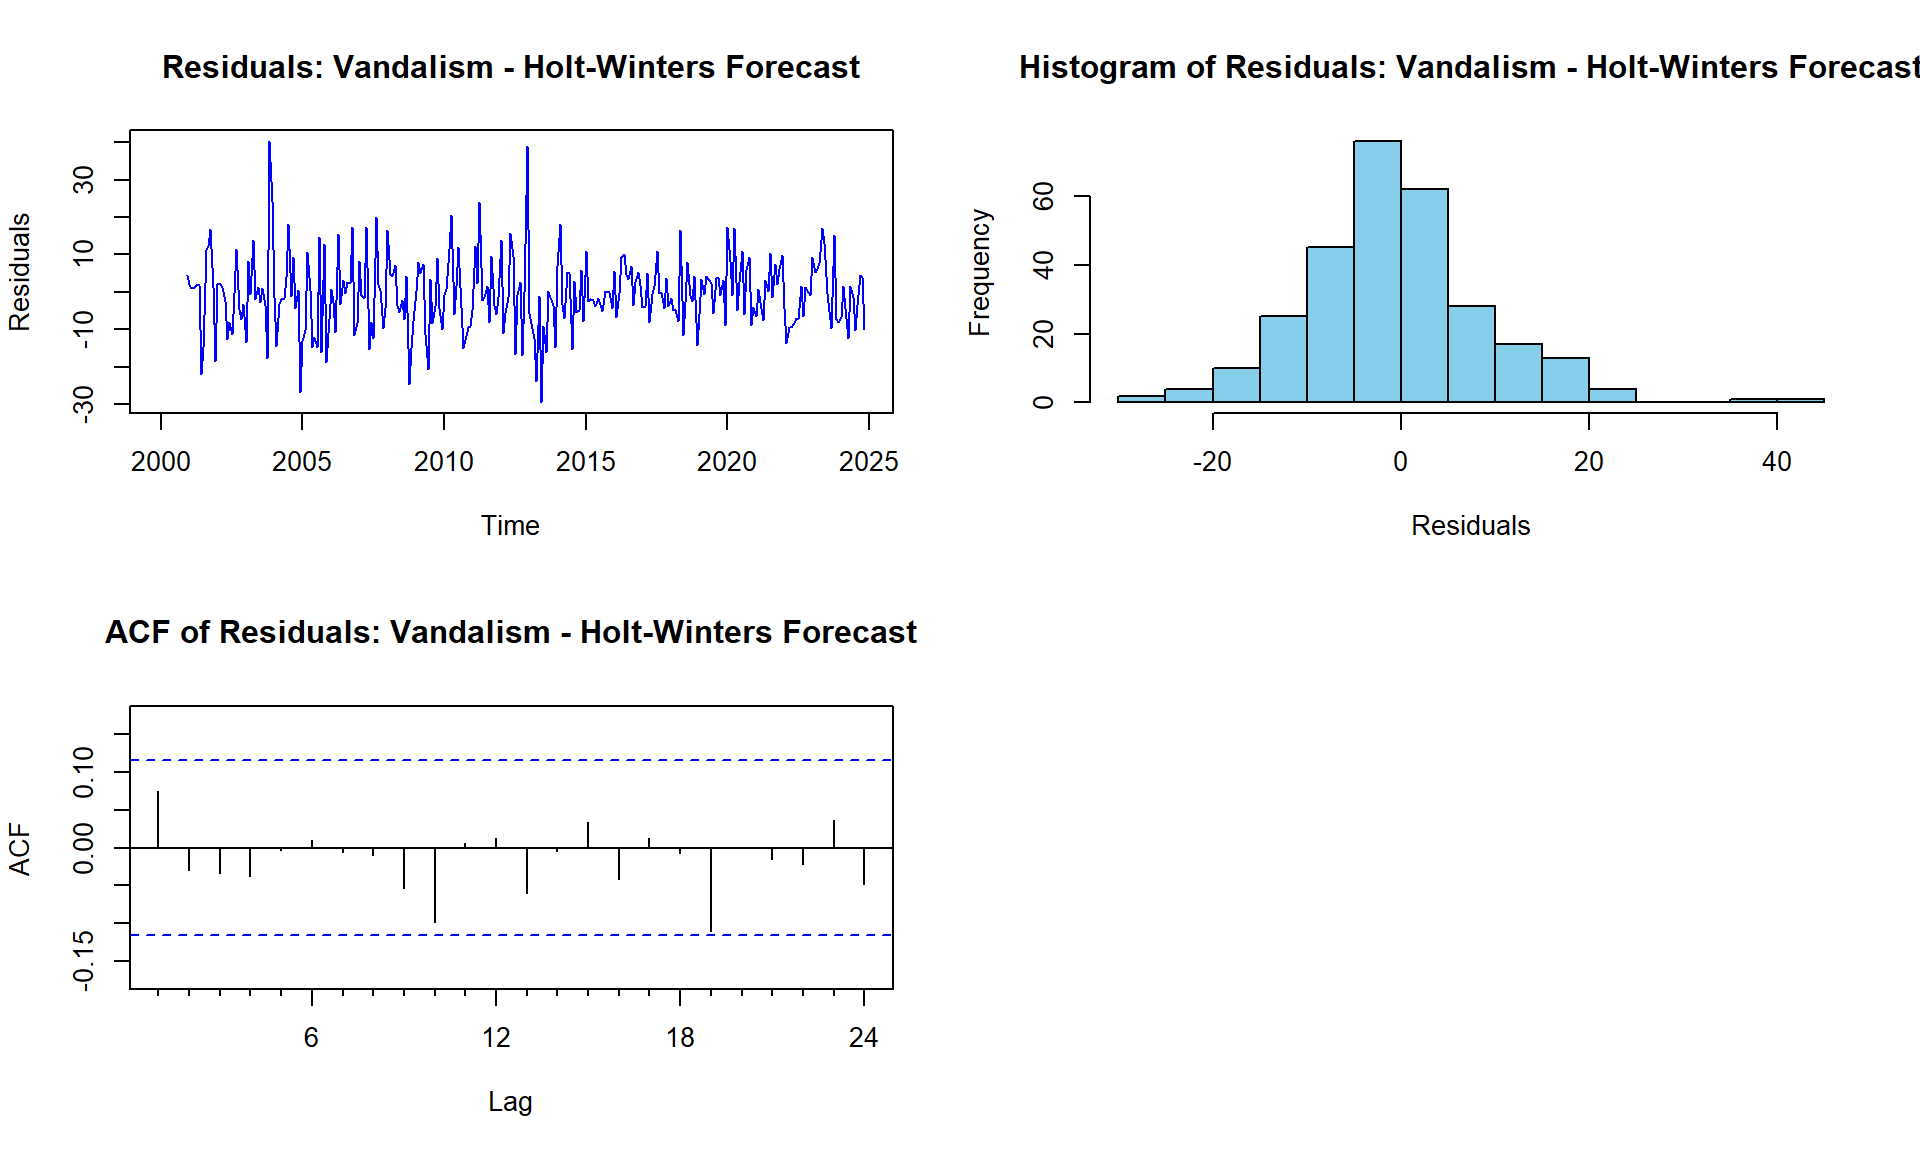 Residuals: Vandalism - Holt-Winters Forecast
Residuals
-30
-10
10
30
2000 2005 2010 2015 2020 2025
Time
Histogram of Residuals: Vandalism - Holt-Winters Forecast
Frequency
0
20
40
60
-20 0 20 40
Residuals
ACF of Residuals: Vandalism - Holt-Winters Forecast
ACF
-0.15
0.00
0.10
6 12 18 24
Lag